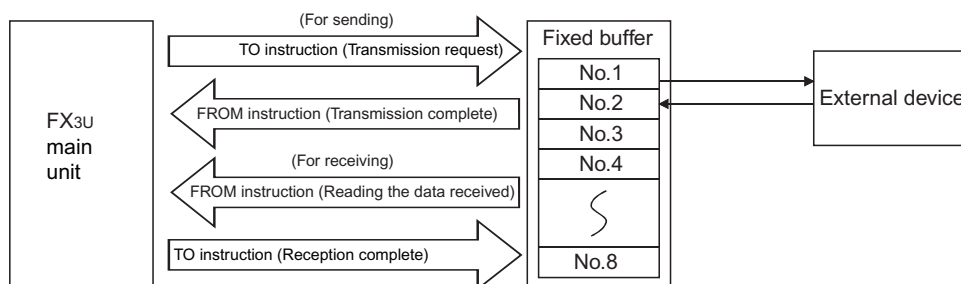 (For sending)
TO instruction (Transmission request)
FROM instruction (Transmission complete)
(For receiving)
FROM instruction (Reading the data received)
TO instruction (Reception complete)
FX3U
main
unit
Fixed buffer
No.1
No.2
No.3
No.4
No.8
External device